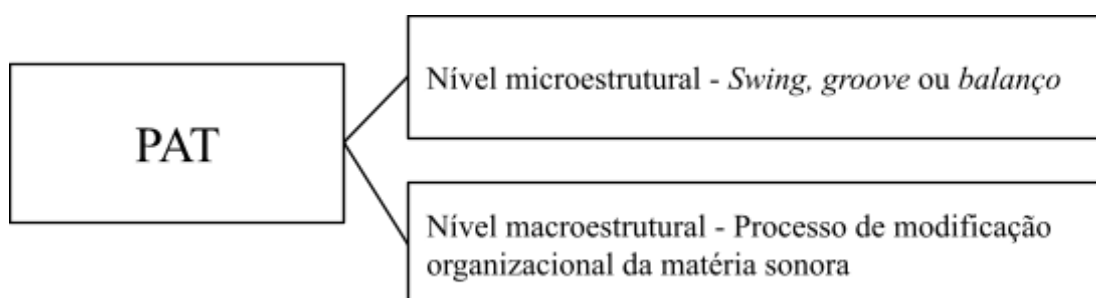 PAT
Nível microestrutural - Swing, groove ou balanço
Nível macroestrutural - Processo de modificação
organizacional da matéria sonora